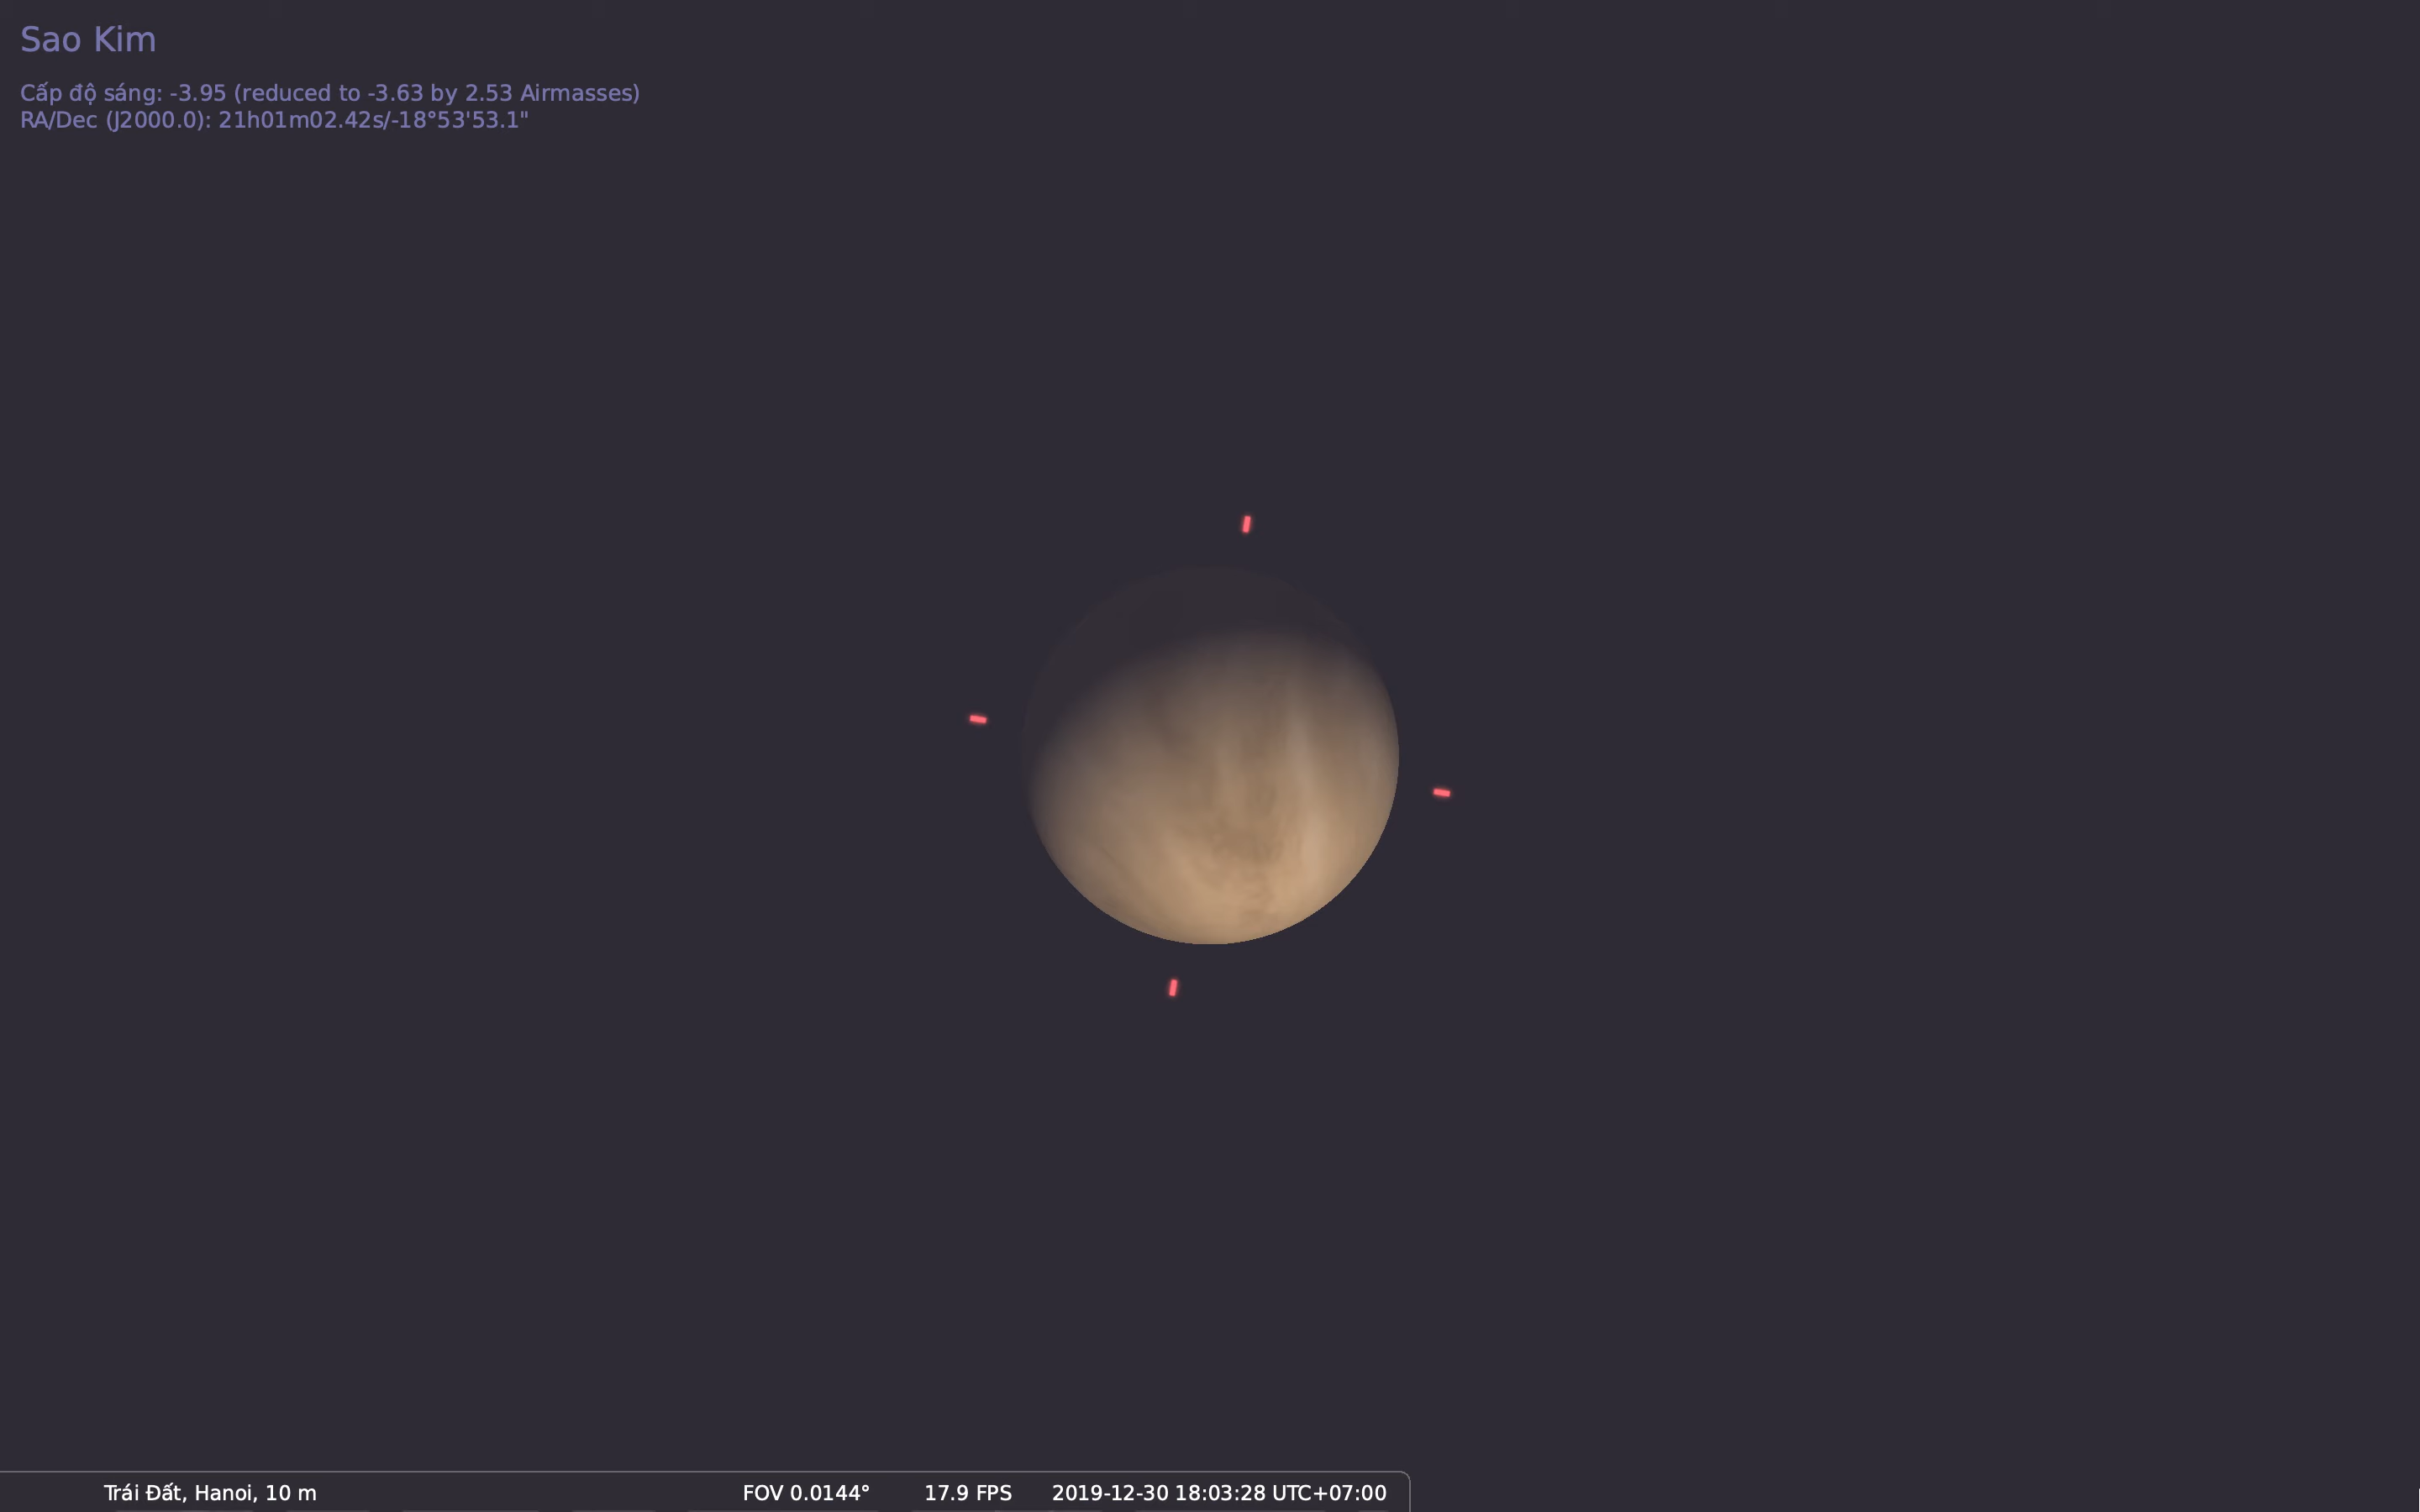 Sao Kim
Cấp độ sáng: -3.95 (reduced to -3.63 by 2.53 Airmasses)
RA/Dec (J2000.0): 21h01m02.42s/-18°53'53.1"
Trái Đất, Hanoi, 10 m FOV 0.0144° 17.9 FPS 2019-12-30 18:03:28 UTC+07:00